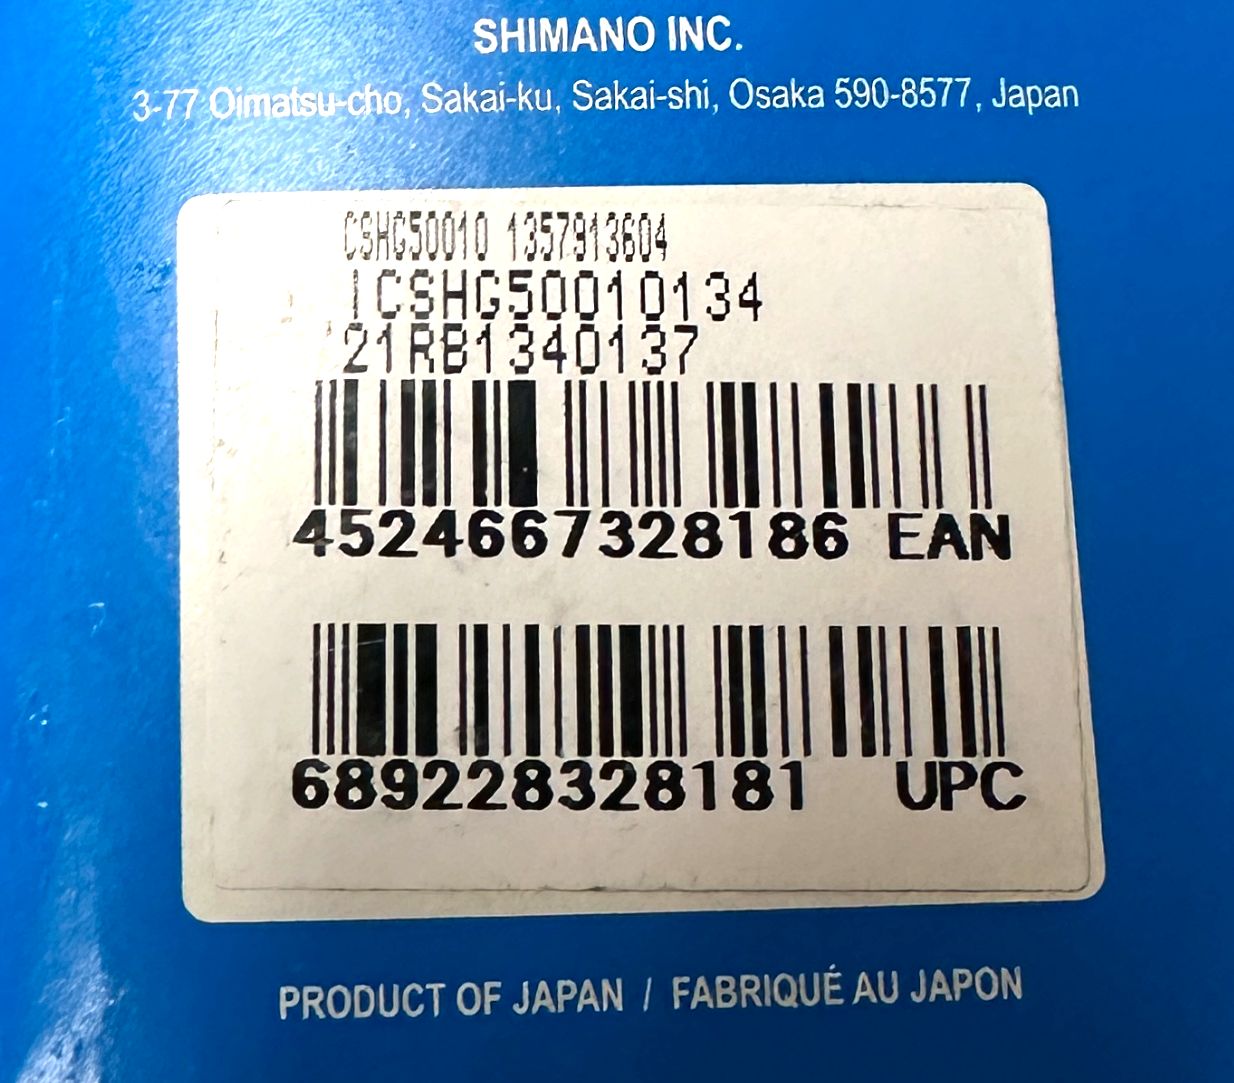 SHIMANO INC.
3-77 Oimatsu-cho, Sakai-ku, Sakai-shi, Osaka 590-8577, Japan
CSHG50010 1357913604
ICSHG50010134
21RB1340137
4524667328186 EAN
689228328181 UPC
PRODUCT OF JAPAN / FABRIQUÉ AU JAPON